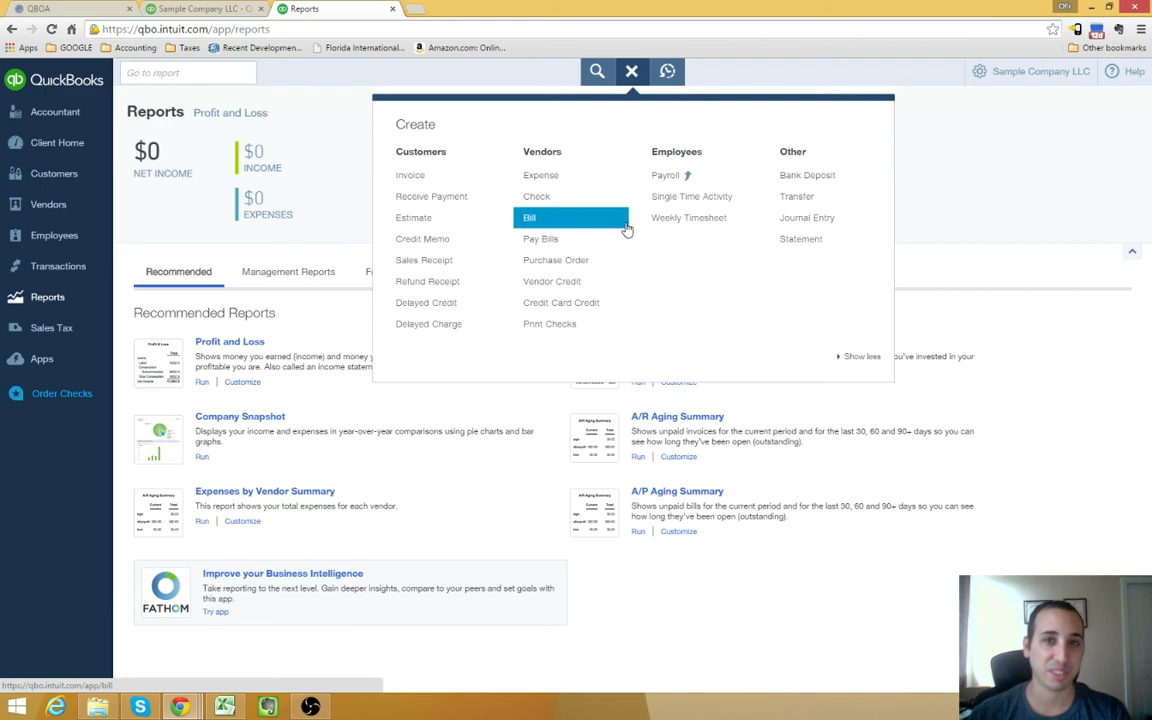 QBOA
Sample Company LLC - C
Reports
Ofir
https://qbo.intuit.com/app/reports
12d
Apps
GOOGLE
Accounting
Taxes
Recent Developmen...
Florida International...
Amazon.com: Onlin...
Other bookmarks
qb QuickBooks
Go to report
Sample Company LLC
Help
Accountant
Client Home
Customers
Vendors
Employees
Transactions
Reports
Sales Tax
Apps
Order Checks
Reports Profit and Loss
$0
NET INCOME
$0
INCOME
$0
EXPENSES
Create
Customers
Invoice
Receive Payment
Estimate
Credit Memo
Sales Receipt
Refund Receipt
Delayed Credit
Delayed Charge
Vendors
Expense
Check
Bill
Pay Bills
Purchase Order
Vendor Credit
Credit Card Credit
Print Checks
Employees
Payroll
Single Time Activity
Weekly Timesheet
Other
Bank Deposit
Transfer
Journal Entry
Statement
Show less
Recommended
Management Reports
Recommended Reports
Profit and Loss
Shows money you earned (income) and money y
profitable you are. Also called an income statem
Run | Customize
ou've invested in your
Run | Customize
Company Snapshot
Displays your income and expenses in year-over-year comparisons using pie charts and bar
graphs.
Run
A/R Aging Summary
Shows unpaid invoices for the current period and for the last 30, 60 and 90+ days so you can
see how long they've been open (outstanding).
Run | Customize
Expenses by Vendor Summary
This report shows your total expenses for each vendor.
Run | Customize
A/P Aging Summary
Shows unpaid bills for the current period and for the last 30, 60 and 90+ days so you can see
how long they've been open (outstanding).
Run | Customize
FATHOM
Improve your Business Intelligence
Take reporting to the next level. Gain deeper insights, compare to your peers and set goals with
this app.
Try app
https://qbo.intuit.com/app/bill